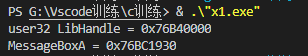 PS G:\Vscode训练\c训练> & .\"x1.exe"
user32 LibHandle = 0x76B40000
MessageBoxA = 0x76BC1930